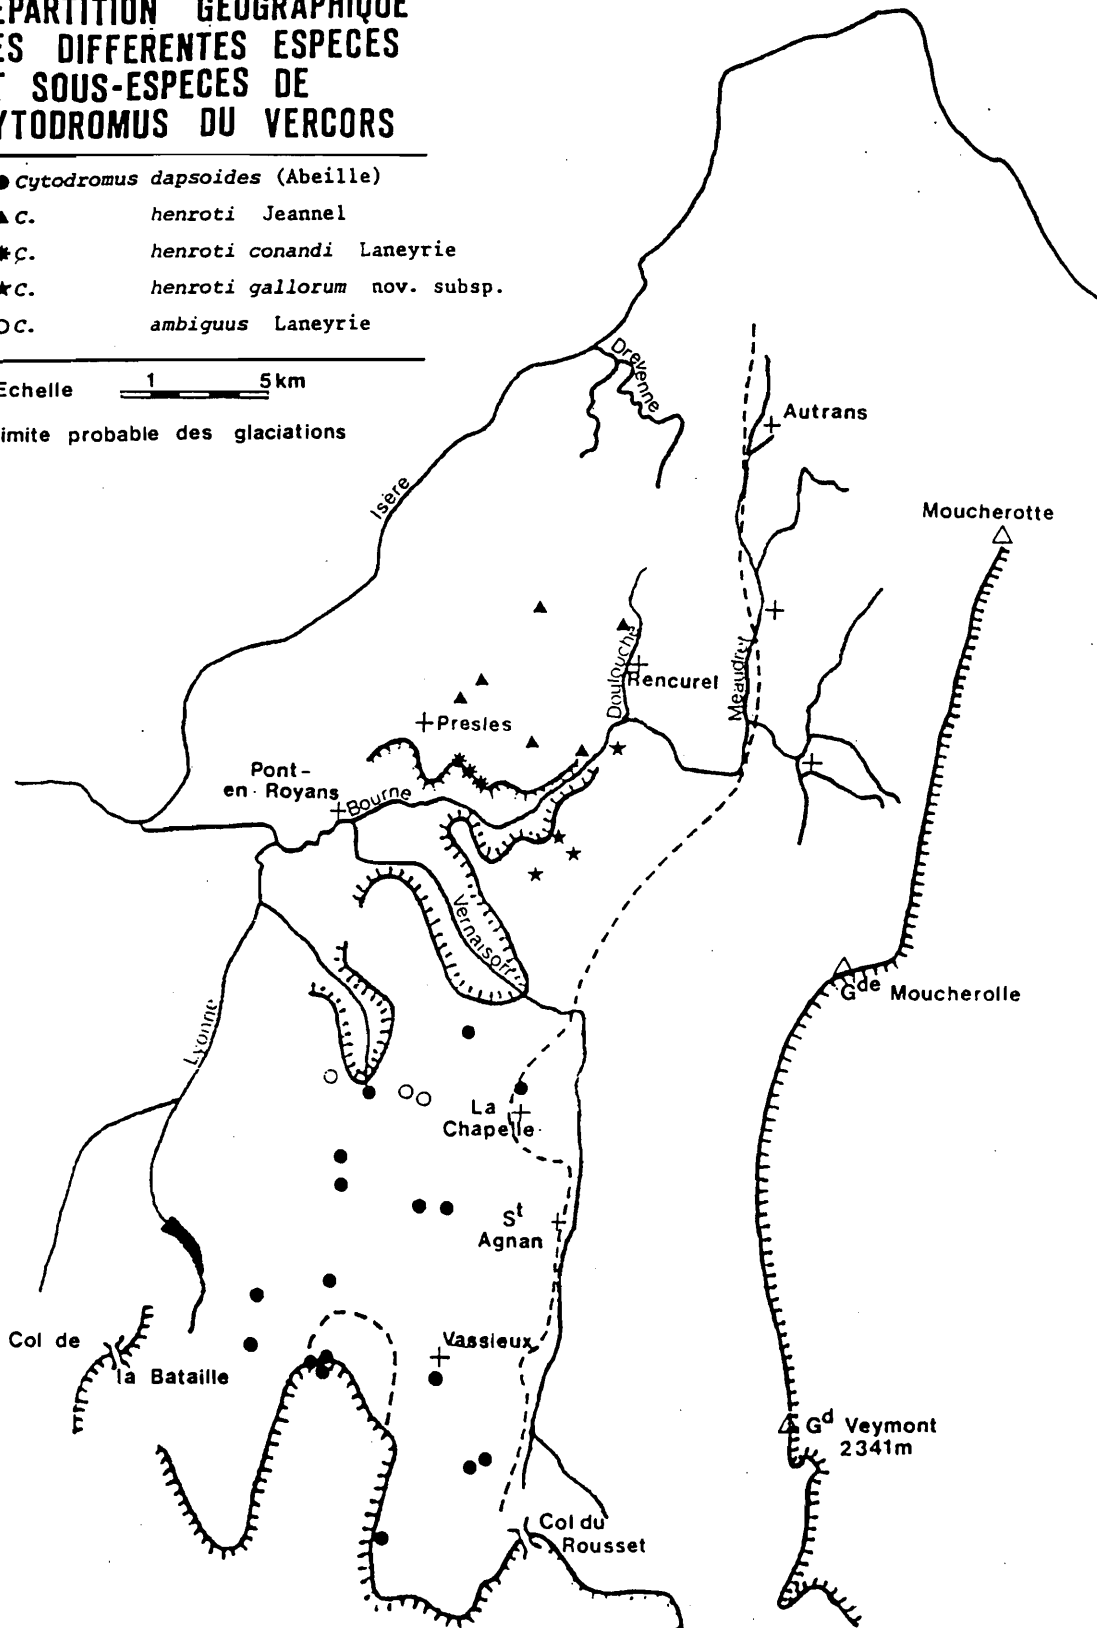 EPARTITION GEOGRAPHIQUE
ES DIFFERENTES ESPECES
T SOUS-ESPECES DE
YTODROMUS DU VERCORS
Cytodromus dapsoides (Abeille)
C. henroti Jeannel
C. henroti conandi Laneyrie
C. henroti gallorum nov. subsp.
C. ambiguus Laneyrie
Echelle 1 5 km
imite probable des glaciations
Drevenne
Autrans
Isère
Moucherotte
Doulouche
Rencurel
Meaudret
Presles
Pont-
en-Royans
Bourne
Vernaison
Gde Moucherolle
Lyonne
La
Chapelle
St
Agnan
Col de
la Bataille
Vassieux
Gd Veymont
2341m
Col du
Rousset